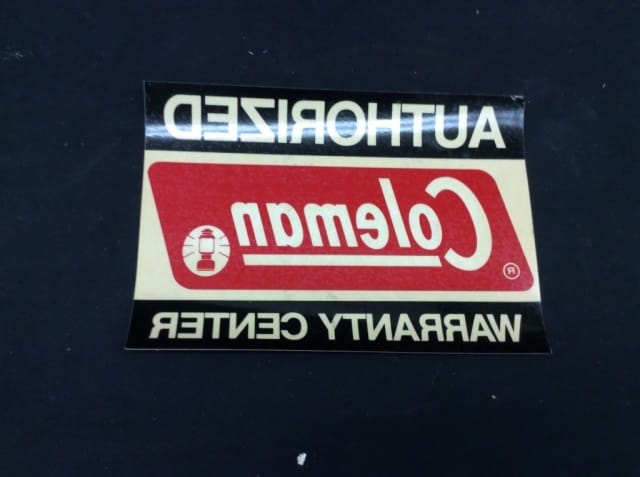 AUTHORIZED
Coleman
®
WARRANTY CENTER